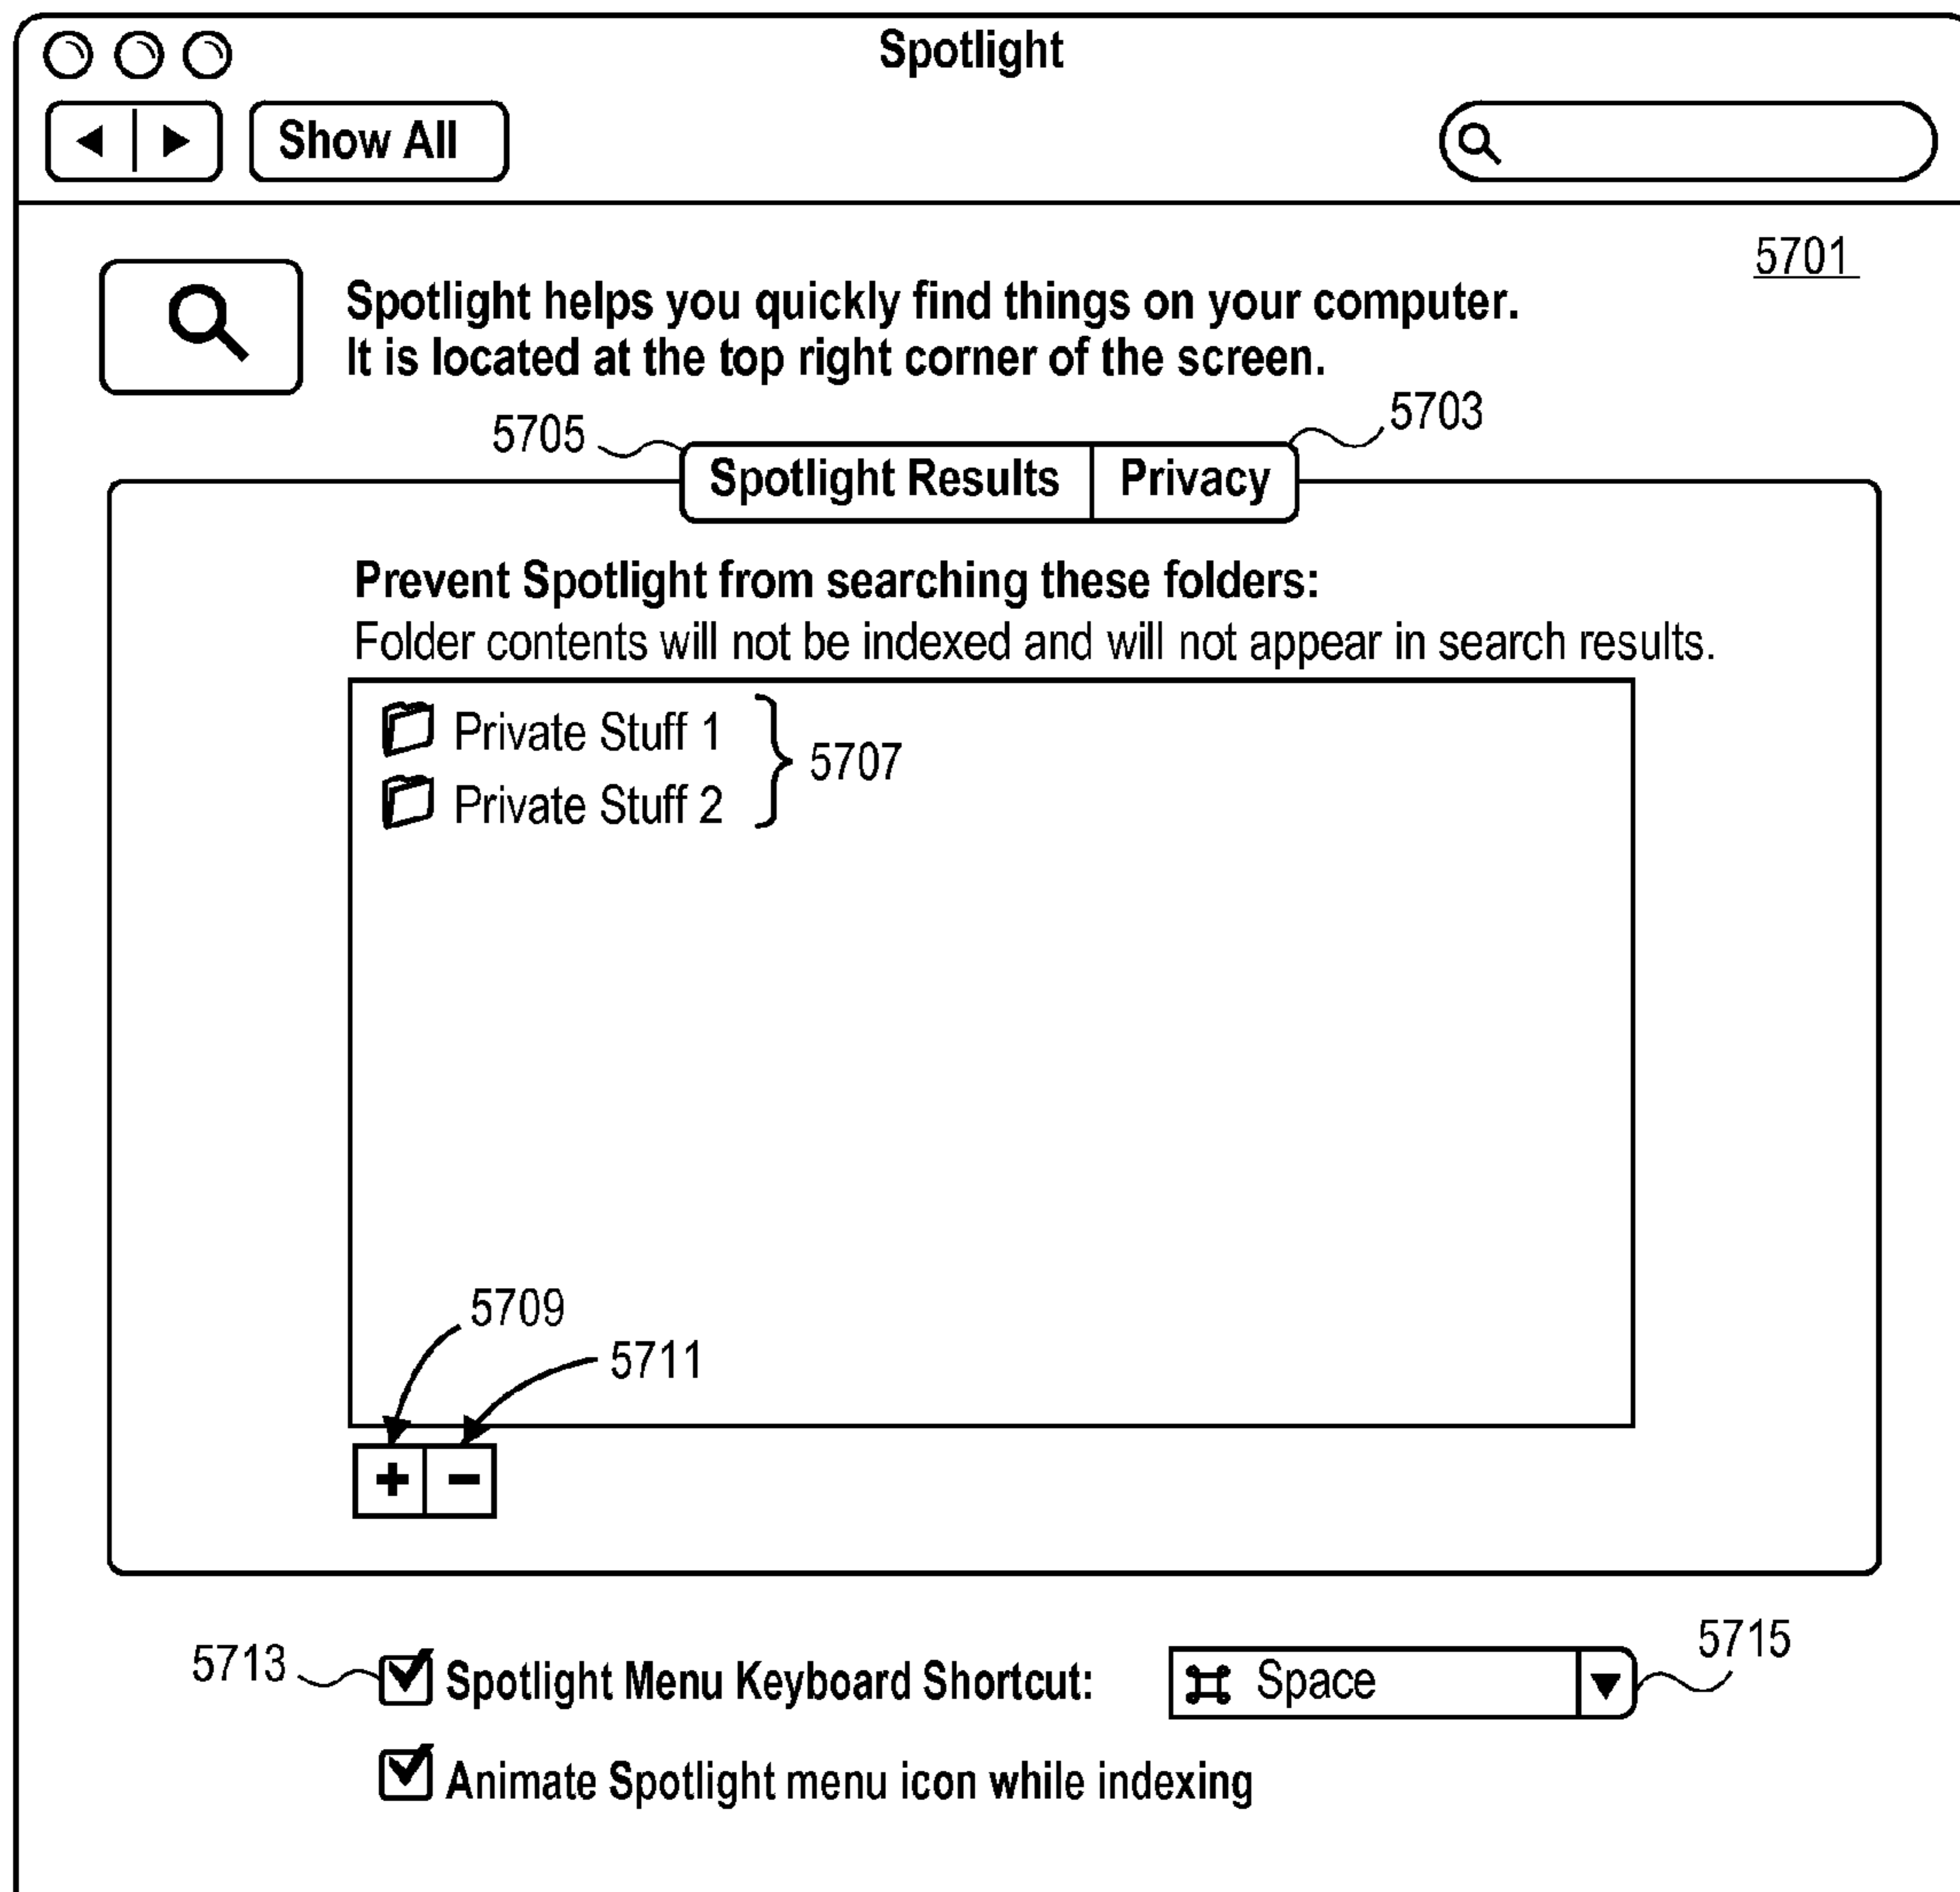 Spotlight
Show All
5701
Spotlight helps you quickly find things on your computer.
It is located at the top right corner of the screen.
5705
5703
Spotlight Results
Privacy
Prevent Spotlight from searching these folders:
Folder contents will not be indexed and will not appear in search results.
Private Stuff 1
Private Stuff 2
5707
5709
5711
+ −
5713
Spotlight Menu Keyboard Shortcut:
⌘ Space
5715
Animate Spotlight menu icon while indexing